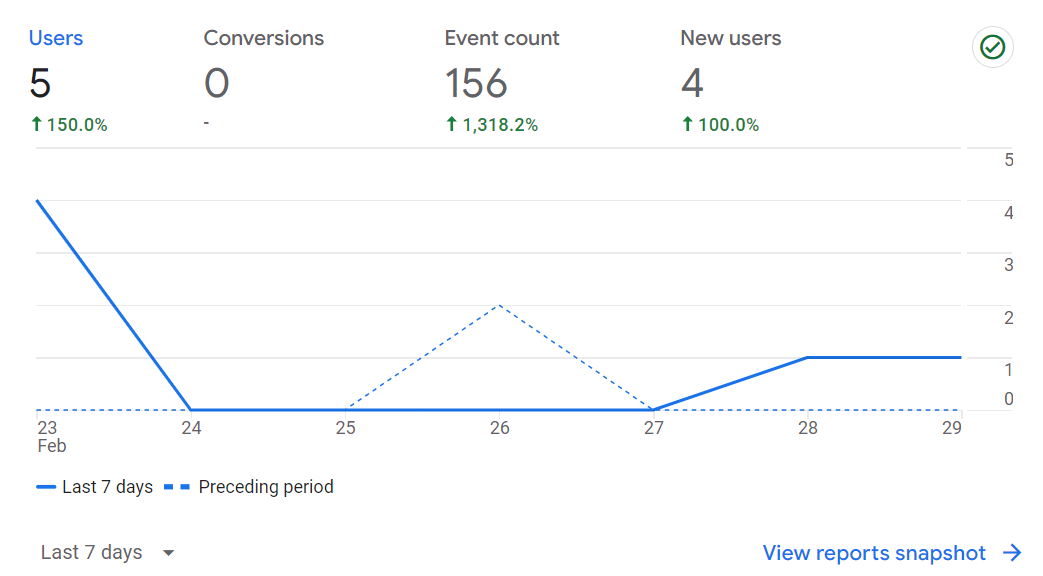 Users Conversions Event count New users
5 0 156 4
150.0% - 1,318.2% 100.0%
5
4
3
2
1
0
23 24 25 26 27 28 29
Feb
Last 7 days Preceding period
Last 7 days View reports snapshot